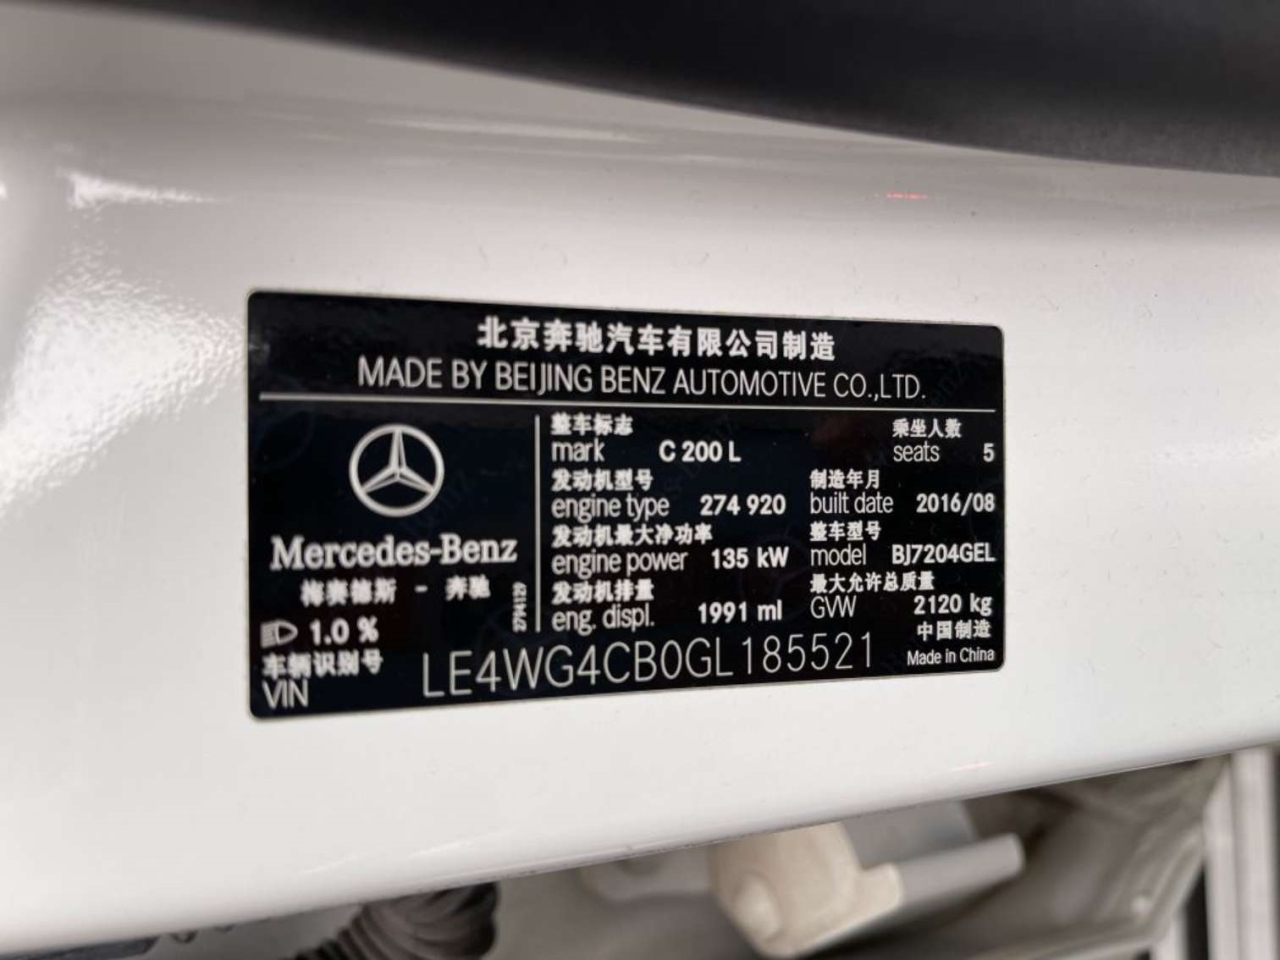 北京奔驰汽车有限公司制造
MADE BY BEIJING BENZ AUTOMOTIVE CO.,LTD.
整车标志 乘坐人数
mark C 200 L seats 5
发动机型号 制造年月
engine type 274 920 built date 2016/08
发动机最大净功率 整车型号
engine power 135 kW model BJ7204GEL
发动机排量 最大允许总质量
eng. displ. 1991 ml GVW 2120 kg
Mercedes-Benz
梅赛德斯 - 奔驰
2794129
1.0 %
中国制造
Made in China
车辆识别号
VIN LE4WG4CB0GL185521